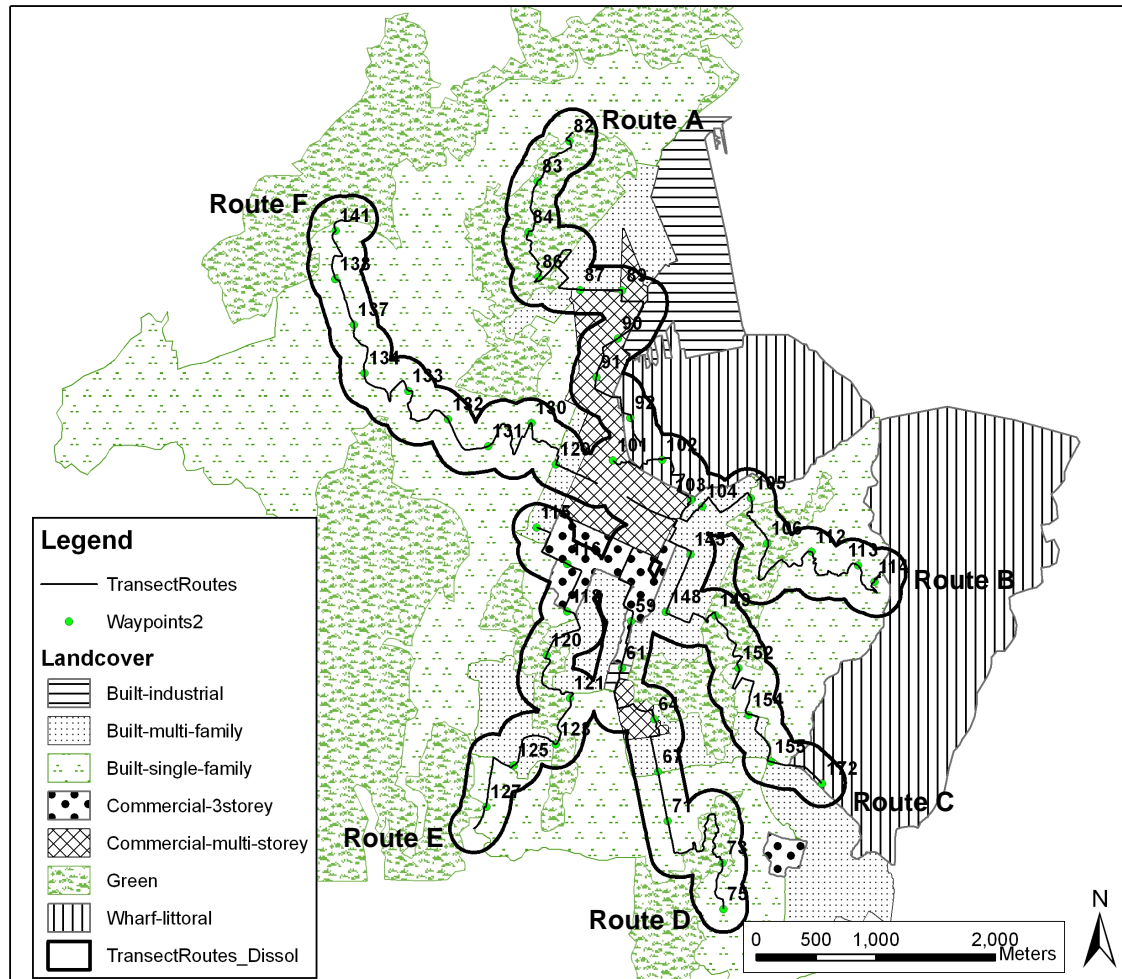 82
Route A
83
Route F
141
84
138
86
87
89
137
90
134
91
133
92
132
130
131
129
101
102
103
104
105
115
106
145
112
116
113
114
Route B
118
59
148
149
120
61
152
121
64
154
123
125
67
155
172
127
71
Route C
Route E
73
75
Route D
Legend
TransectRoutes
Waypoints2
Landcover
Built-industrial
Built-multi-family
Built-single-family
Commercial-3storey
Commercial-multi-storey
Green
Wharf-littoral
TransectRoutes_Dissol
N
0 500 1,000 2,000
Meters